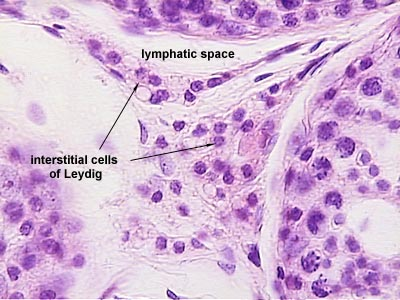 lymphatic space
interstitial cells
of Leydig